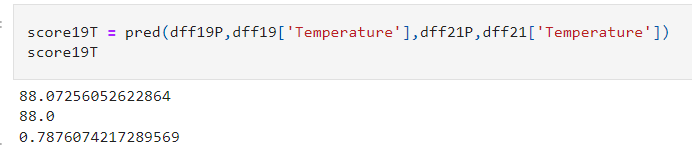 score19T = pred(dff19P,dff19['Temperature'],dff21P,dff21['Temperature'])
score19T
88.07256052622864
88.0
0.7876074217289569